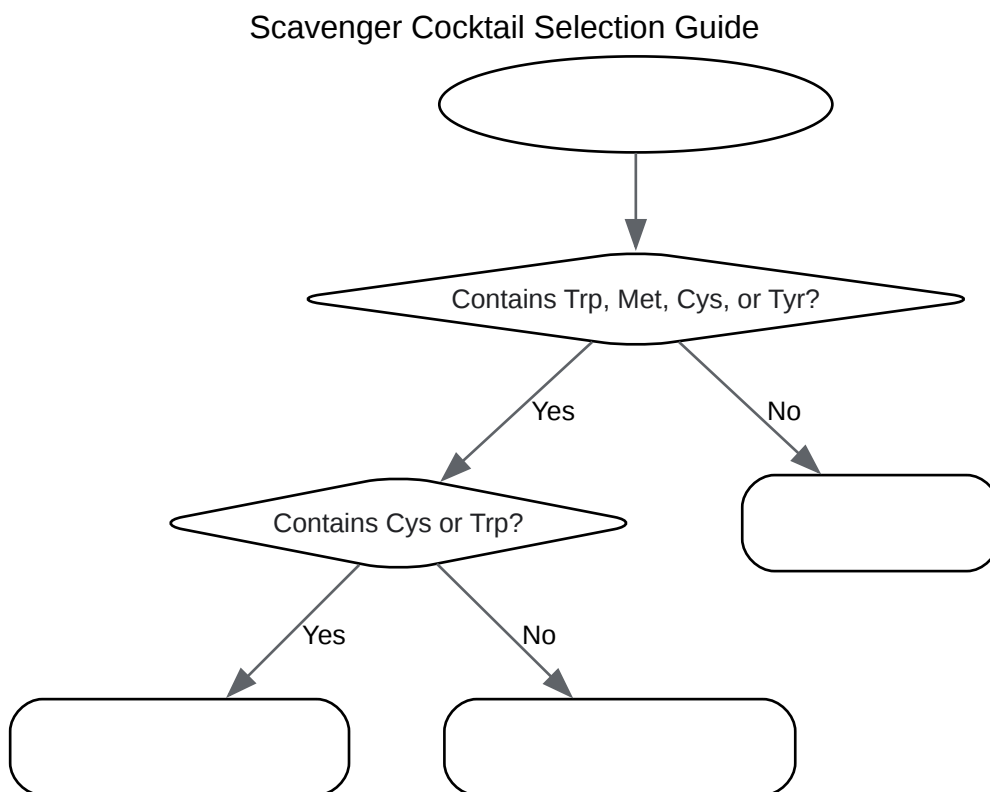 Scavenger Cocktail Selection Guide
Contains Trp, Met, Cys, or Tyr?
Yes
No
Contains Cys or Trp?
Yes
No